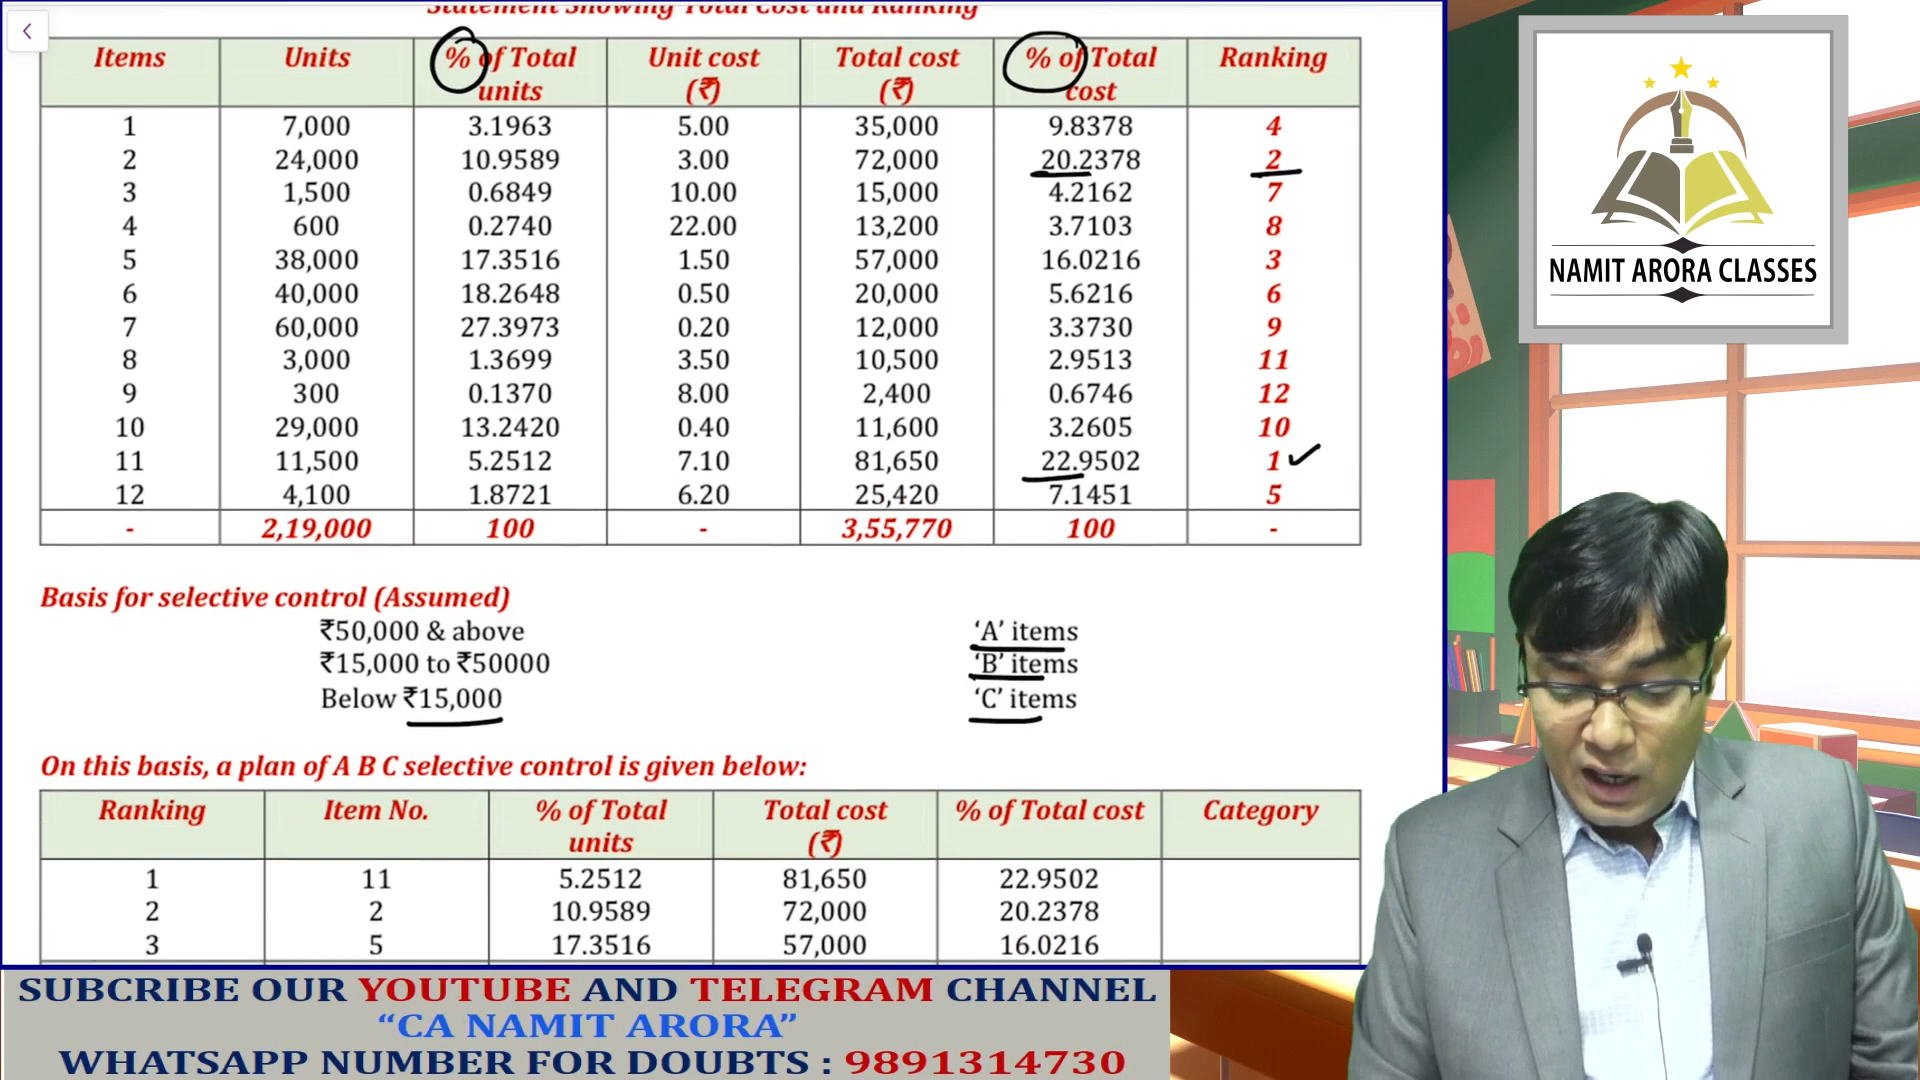 Statement Showing Total Cost and Ranking
Items Units % of Total units Unit cost (₹) Total cost (₹) % of Total cost Ranking
1 7,000 3.1963 5.00 35,000 9.8378 4
2 24,000 10.9589 3.00 72,000 20.2378 2
3 1,500 0.6849 10.00 15,000 4.2162 7
4 600 0.2740 22.00 13,200 3.7103 8
5 38,000 17.3516 1.50 57,000 16.0216 3
6 40,000 18.2648 0.50 20,000 5.6216 6
7 60,000 27.3973 0.20 12,000 3.3730 9
8 3,000 1.3699 3.50 10,500 2.9513 11
9 300 0.1370 8.00 2,400 0.6746 12
10 29,000 13.2420 0.40 11,600 3.2605 10
11 11,500 5.2512 7.10 81,650 22.9502 1
12 4,100 1.8721 6.20 25,420 7.1451 5
- 2,19,000 100 - 3,55,770 100 -
Basis for selective control (Assumed)
₹50,000 & above ‘A’ items
₹15,000 to ₹50000 ‘B’ items
Below ₹15,000 ‘C’ items
On this basis, a plan of A B C selective control is given below:
Ranking Item No. % of Total units Total cost (₹) % of Total cost Category
1 11 5.2512 81,650 22.9502
2 2 10.9589 72,000 20.2378
3 5 17.3516 57,000 16.0216
NAMIT ARORA CLASSES
SUBCRIBE OUR YOUTUBE AND TELEGRAM CHANNEL
“CA NAMIT ARORA”
WHATSAPP NUMBER FOR DOUBTS : 9891314730